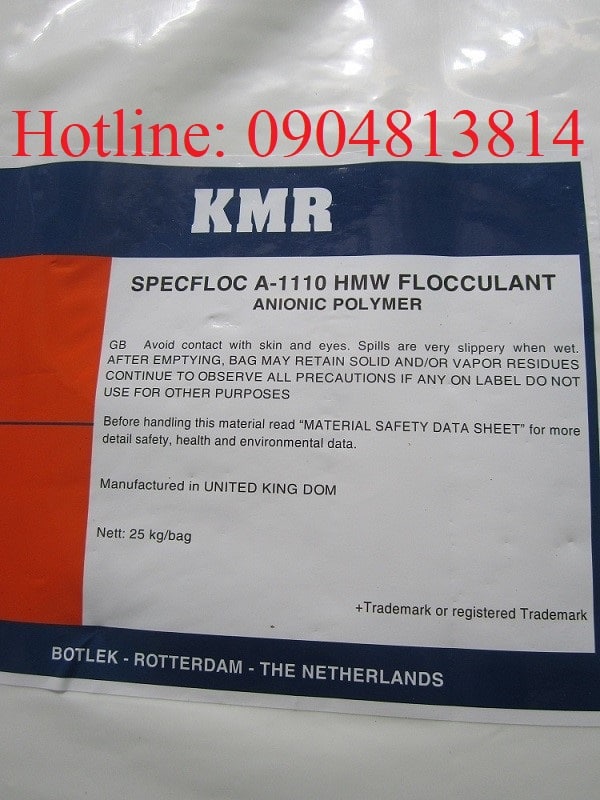 Hotline: 0904813814
KMR
SPECFLOC A-1110 HMW FLOCCULANT
ANIONIC POLYMER
GB Avoid contact with skin and eyes. Spills are very slippery when wet.
AFTER EMPTYING, BAG MAY RETAIN SOLID AND/OR VAPOR RESIDUES
CONTINUE TO OBSERVE ALL PRECAUTIONS IF ANY ON LABEL DO NOT
USE FOR OTHER PURPOSES
Before handling this material read “MATERIAL SAFETY DATA SHEET” for more
detail safety, health and environmental data.
Manufactured in UNITED KING DOM
Nett: 25 kg/bag
+Trademark or registered Trademark
BOTLEK - ROTTERDAM - THE NETHERLANDS